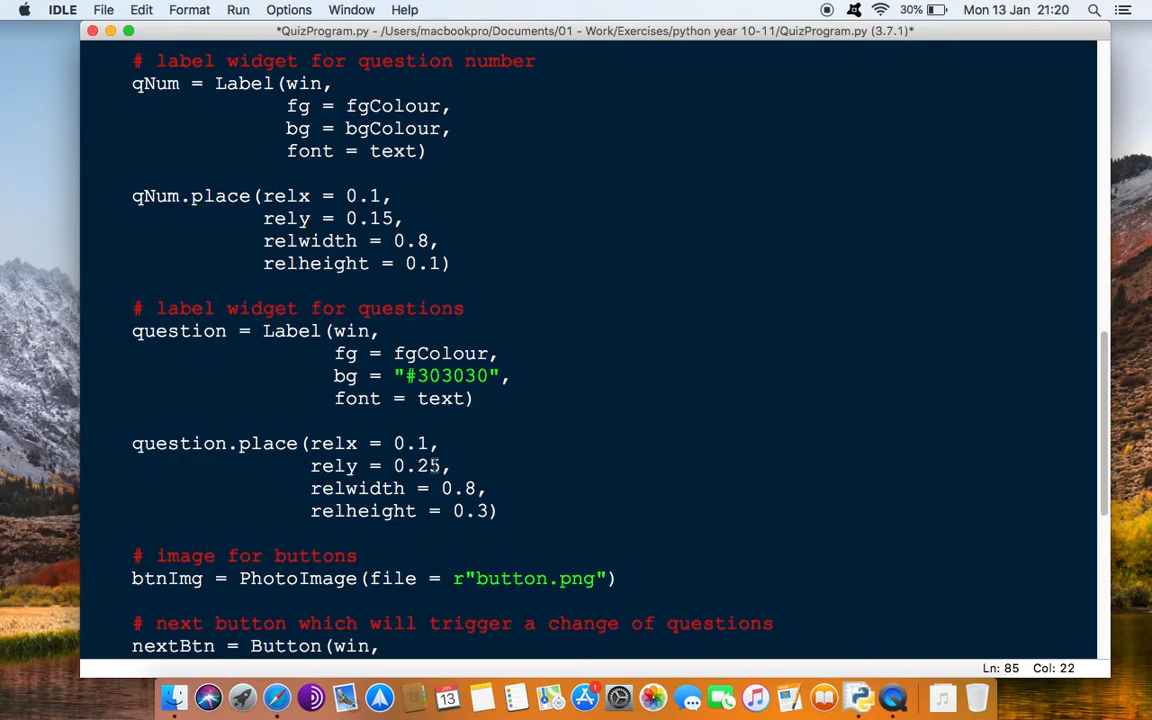 IDLE File Edit Format Run Options Window Help 30% Mon 13 Jan 21:20
*QuizProgram.py - /Users/macbookpro/Documents/01 - Work/Exercises/python year 10-11/QuizProgram.py (3.7.1)*
# label widget for question number
qNum = Label(win,
fg = fgColour,
bg = bgColour,
font = text)
qNum.place(relx = 0.1,
rely = 0.15,
relwidth = 0.8,
relheight = 0.1)
# label widget for questions
question = Label(win,
fg = fgColour,
bg = "#303030",
font = text)
question.place(relx = 0.1,
rely = 0.25,
relwidth = 0.8,
relheight = 0.3)
# image for buttons
btnImg = PhotoImage(file = r"button.png")
# next button which will trigger a change of questions
nextBtn = Button(win,
Ln: 85 Col: 22
JAN
13
1